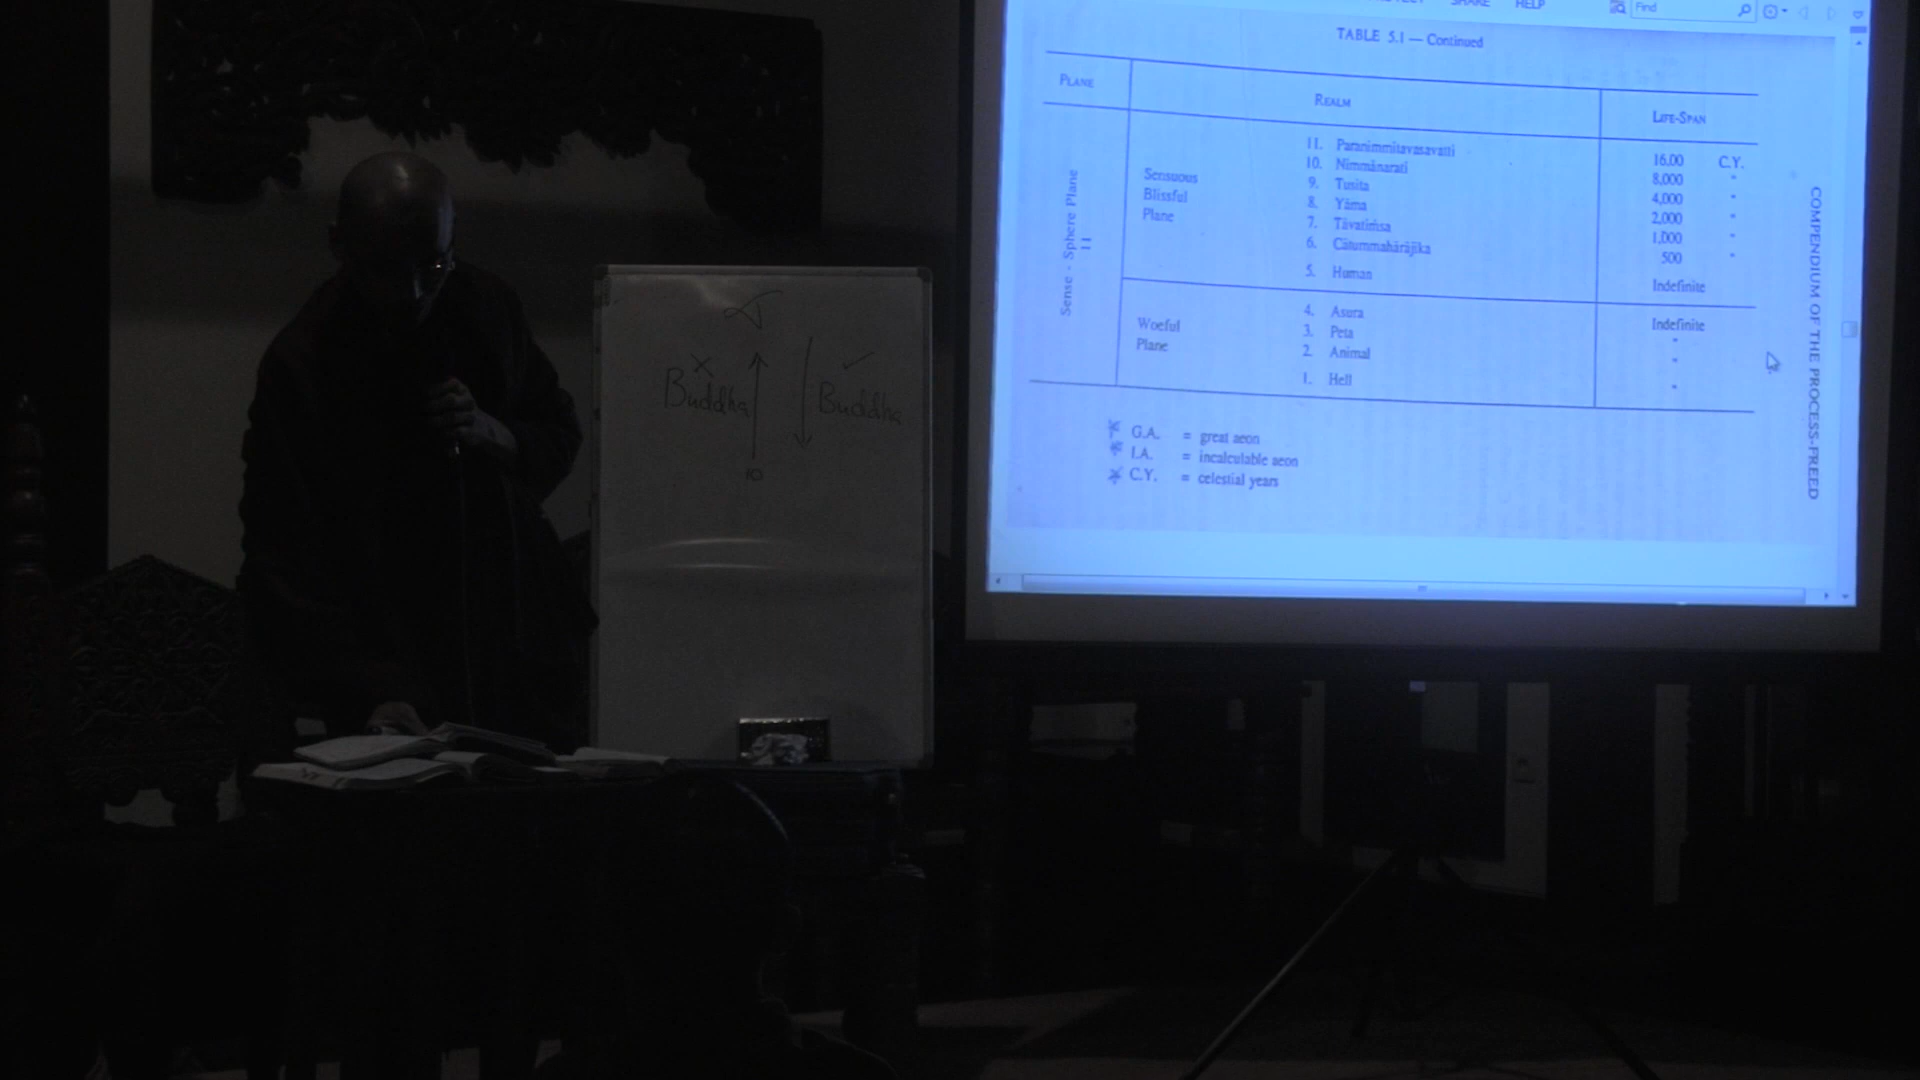 X
✓
Buddha
Buddha
10
SHARE HELP
Find
TABLE 5.1 — Continued
PLANE REALM LIFE-SPAN
Sense - Sphere Plane
11
Sensuous
Blissful
Plane
11. Paranimmitavasavatti 16,00 C.Y.
10. Nimmānarati 8,000 "
9. Tusita 4,000 "
8. Yāma 2,000 "
7. Tāvatiṁsa 1,000 "
6. Cātummahārājika 500 "
5. Human Indefinite
Woeful
Plane
4. Asura Indefinite
3. Peta "
2. Animal "
1. Hell "
* G.A. = great aeon
* I.A. = incalculable aeon
* C.Y. = celestial years
COMPENDIUM OF THE PROCESS-FREED